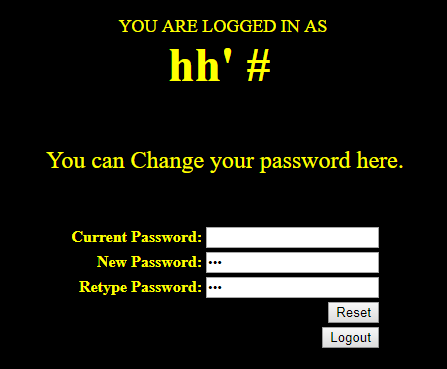 YOU ARE LOGGED IN AS
hh' #
You can Change your password here.
Current Password:
New Password: •••
Retype Password: •••
Reset
Logout